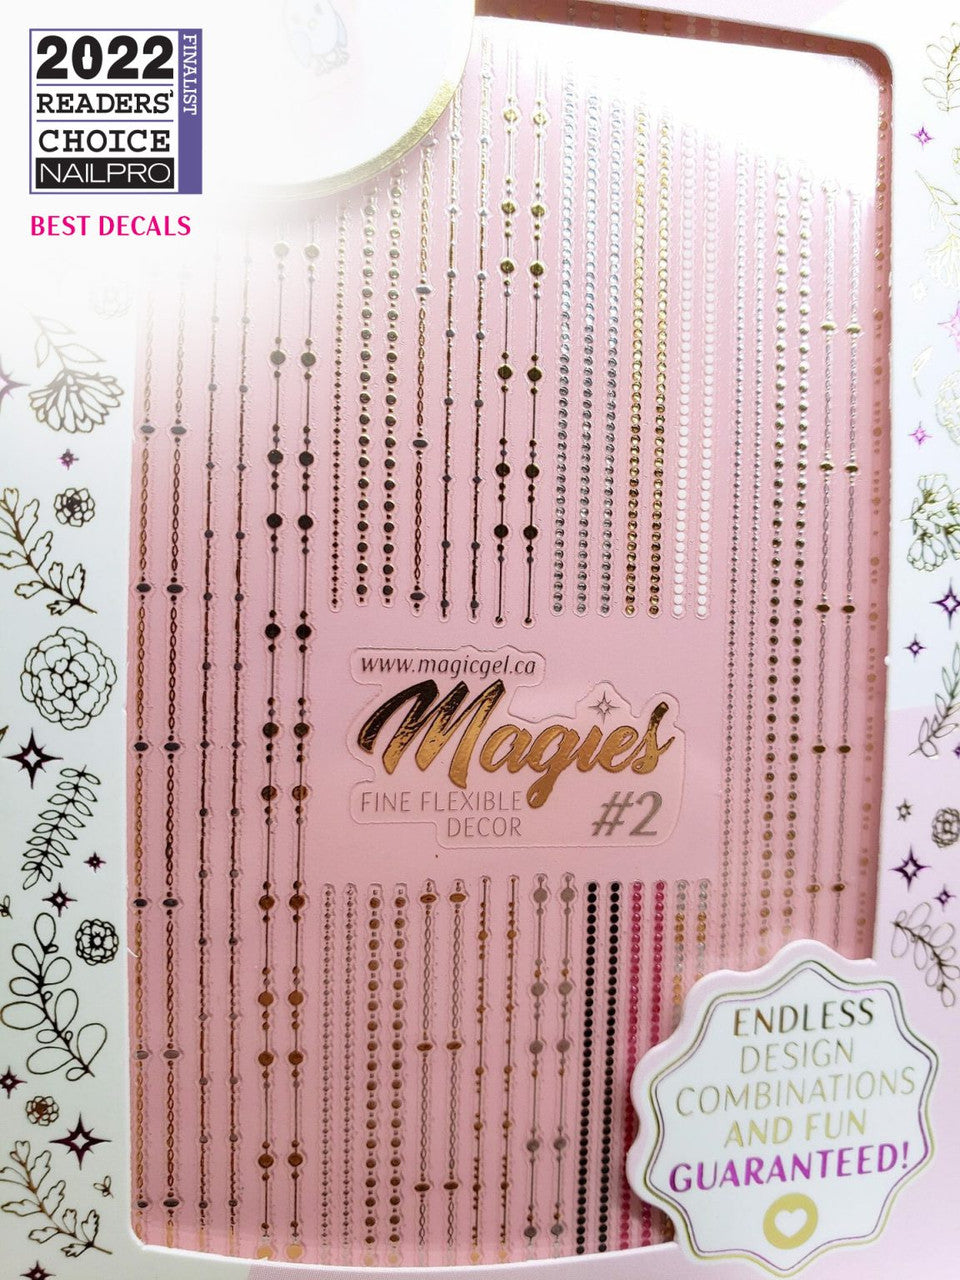 2022
READERS'
CHOICE
NAILPRO
FINALIST
BEST DECALS
www.magicgel.ca
Magies
FINE FLEXIBLE
DECOR
#2
ENDLESS
DESIGN
COMBINATIONS
AND FUN
GUARANTEED!